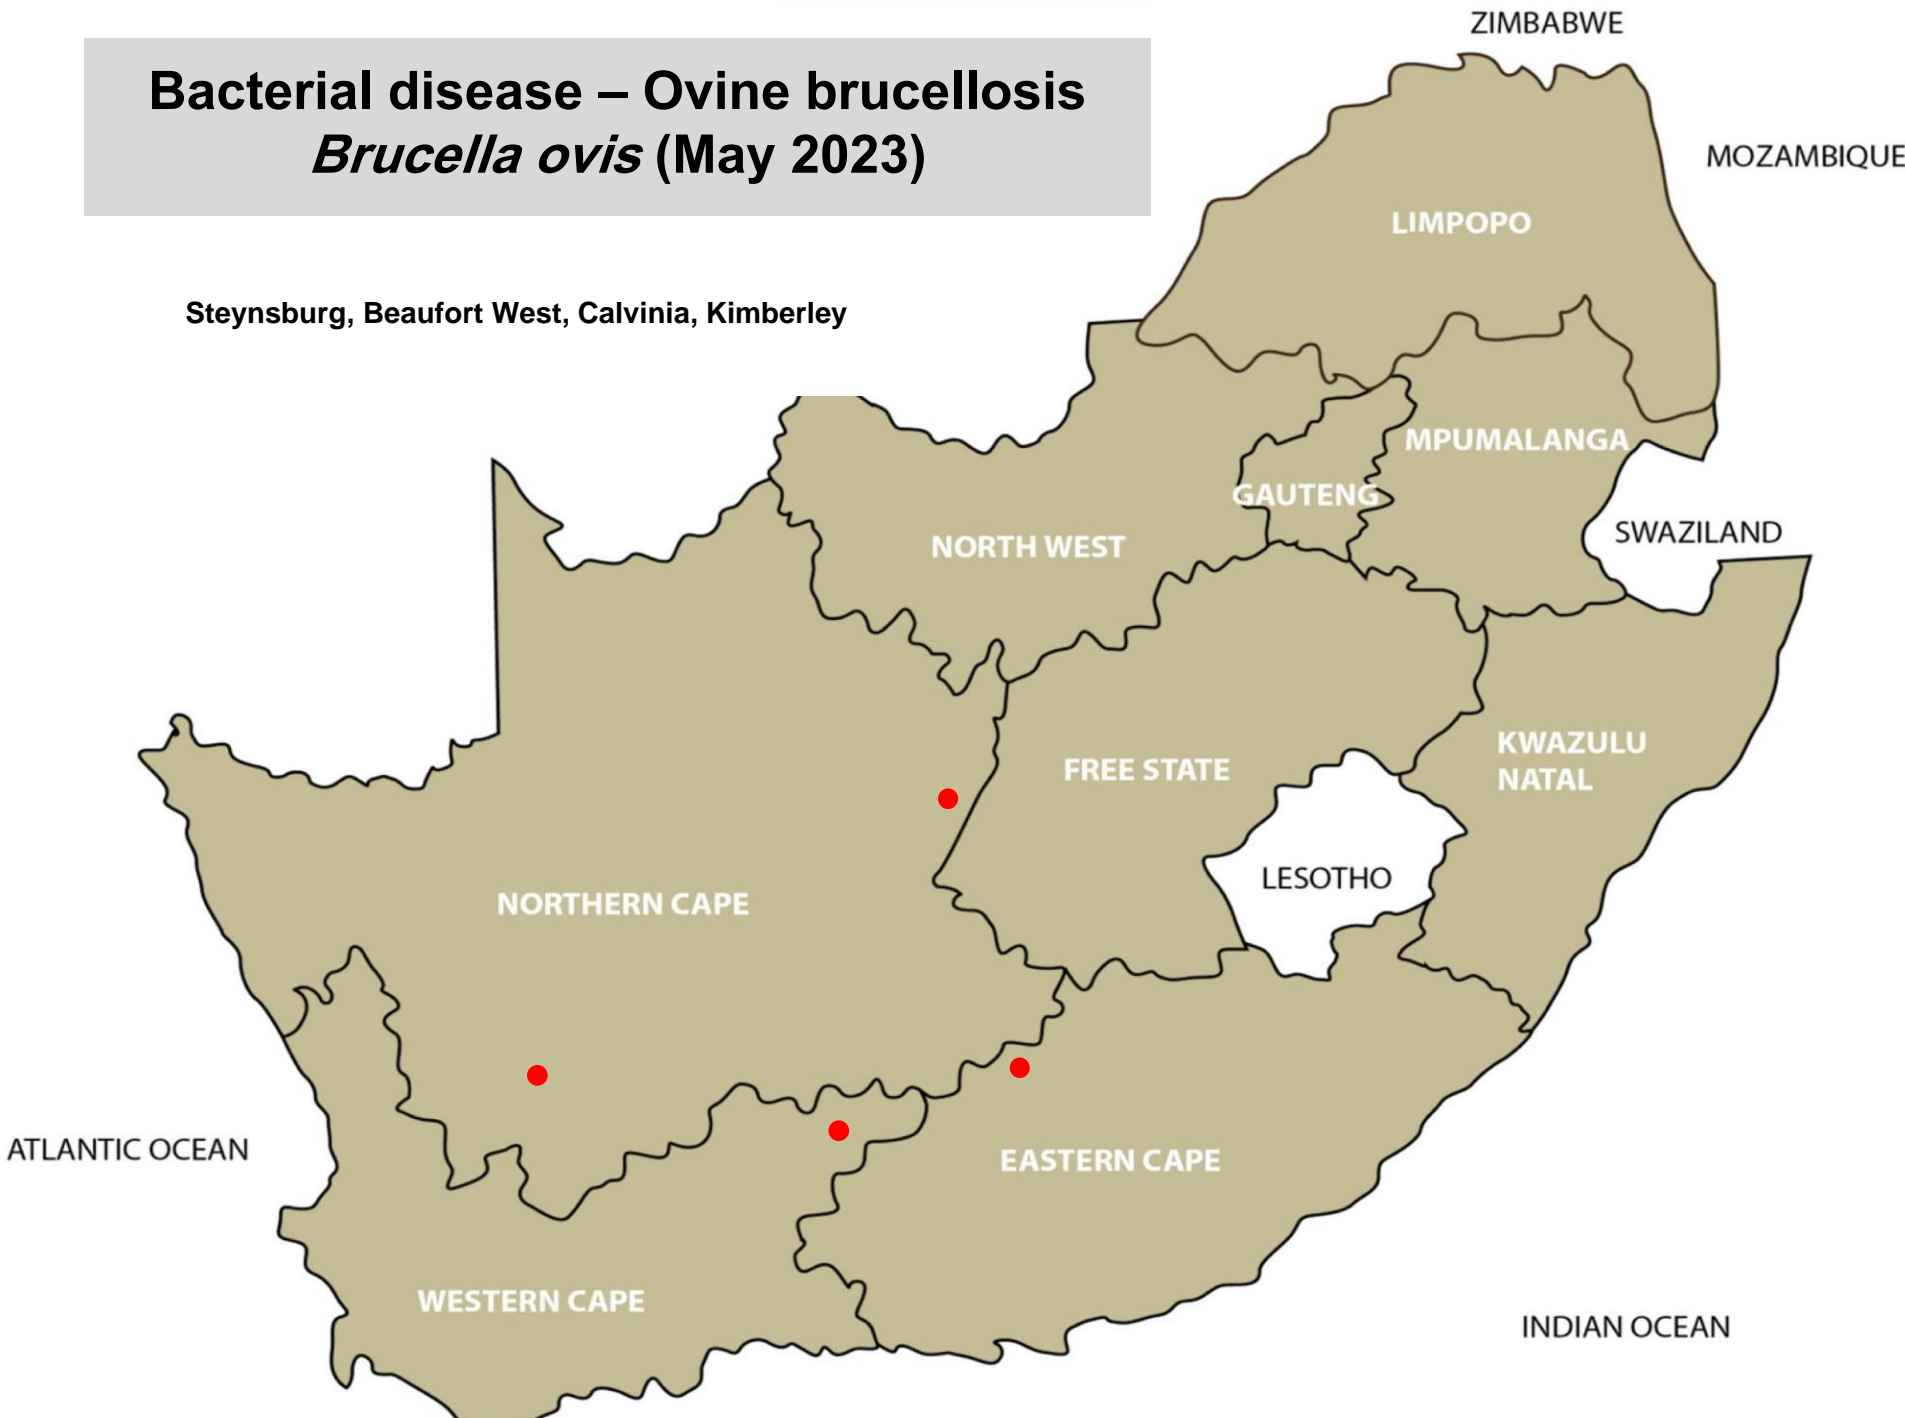 ZIMBABWE
Bacterial disease – Ovine brucellosis
Brucella ovis (May 2023)
MOZAMBIQUE
LIMPOPO
Steynsburg, Beaufort West, Calvinia, Kimberley
MPUMALANGA
GAUTENG
SWAZILAND
NORTH WEST
KWAZULU
NATAL
FREE STATE
LESOTHO
NORTHERN CAPE
ATLANTIC OCEAN
EASTERN CAPE
WESTERN CAPE
INDIAN OCEAN